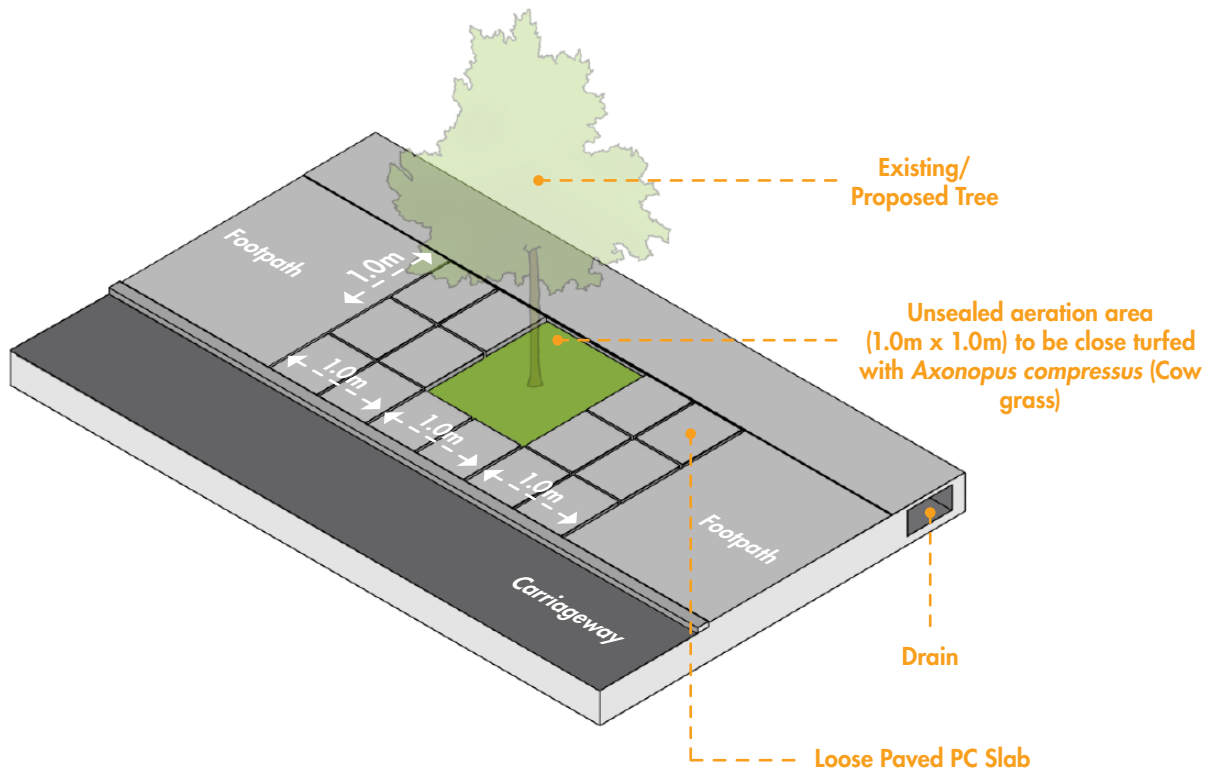 Existing/
Proposed Tree
Footpath
1.0m
Unsealed aeration area
(1.0m x 1.0m) to be close turfed
with Axonopus compressus (Cow
grass)
1.0m
1.0m
1.0m
Footpath
Carriageway
Drain
Loose Paved PC Slab